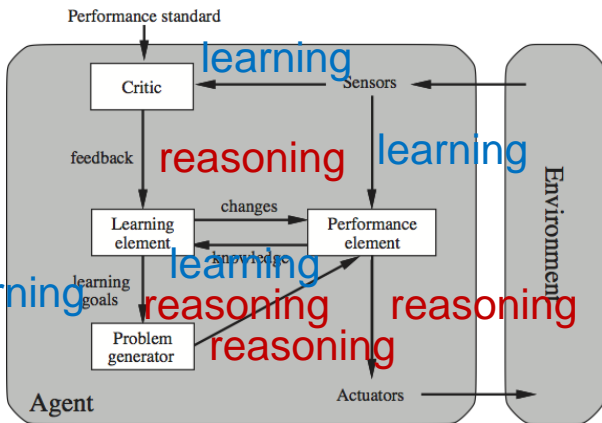 Performance standard
learning
Critic
Sensors
feedback
reasoning
learning
changes
Learning
element
Performance
element
knowledge
learning
rning
learning
goals
reasoning
reasoning
reasoning
Problem
generator
Agent
Actuators
Environment